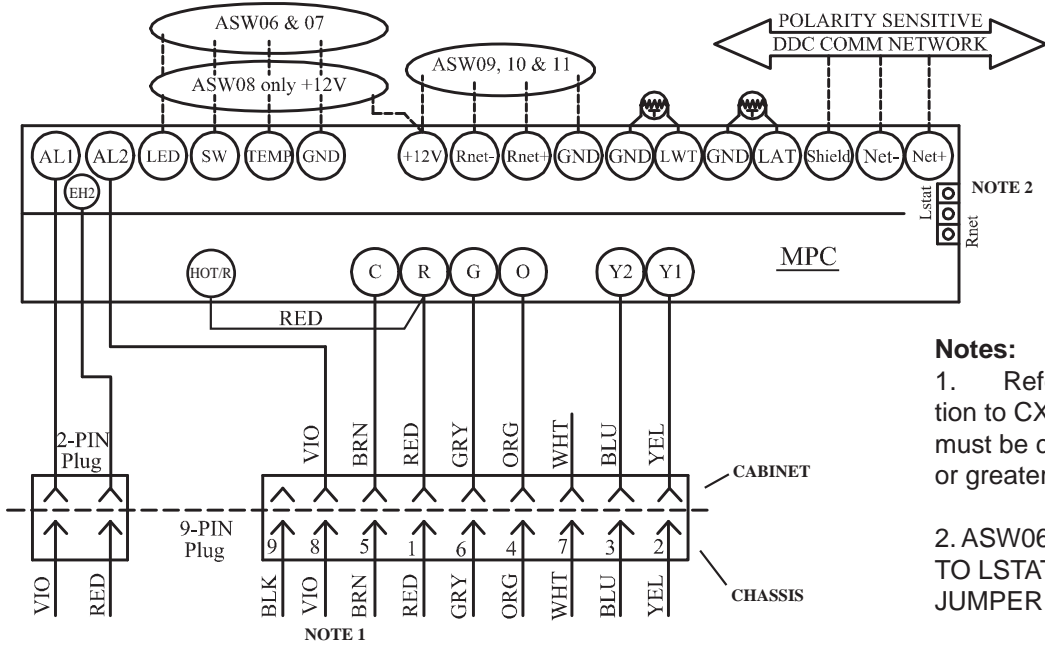 ASW06 & 07
POLARITY SENSITIVE
DDC COMM NETWORK
ASW09, 10 & 11
ASW08 only +12V
AL1 AL2 LED SW TEMP GND +12V Rnet- Rnet+ GND GND LWT GND LAT Shield Net- Net+
EH2
Lstat
NOTE 2
Rnet
MPC
HOT/R C R G O Y2 Y1
RED
Notes:
1. Refe
tion to CX
must be c
or greater
2. ASW06
TO LSTAT
JUMPER
VIO BRN RED GRY ORG WHT BLU YEL
2-PIN
Plug
CABINET
9-PIN
Plug
9 8 5 1 6 4 7 3 2
VIO RED BLK VIO BRN RED GRY ORG WHT BLU YEL
CHASSIS
NOTE 1